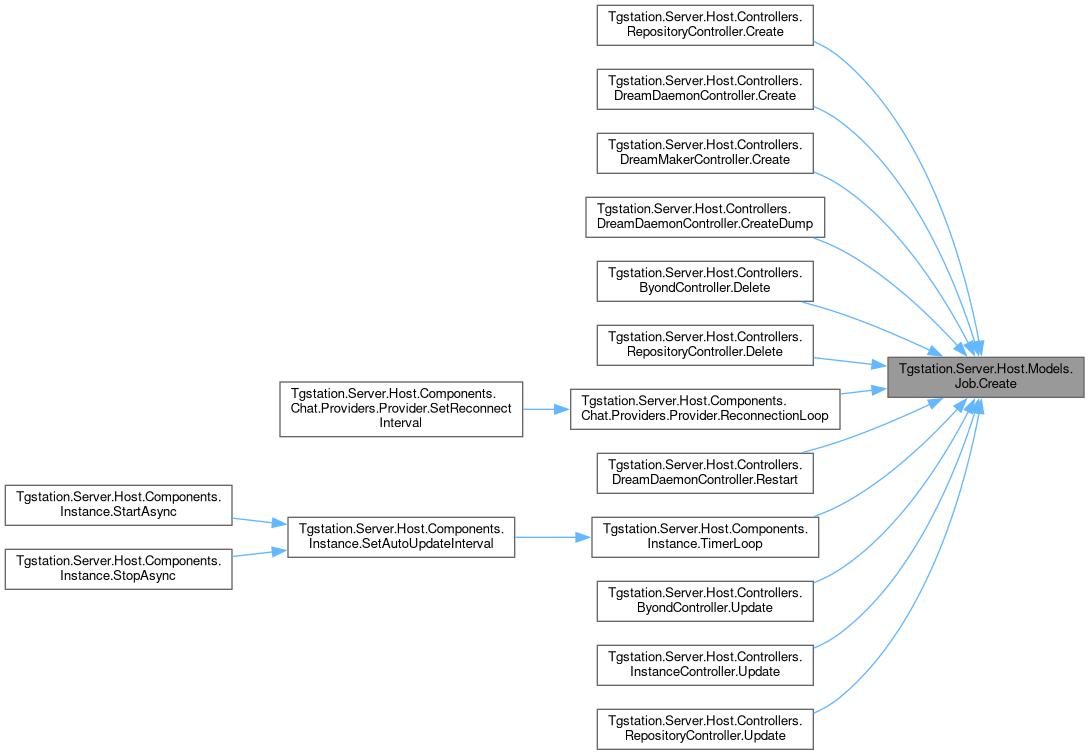 Tgstation.Server.Host.Controllers.
RepositoryController.Create
Tgstation.Server.Host.Controllers.
DreamDaemonController.Create
Tgstation.Server.Host.Controllers.
DreamMakerController.Create
Tgstation.Server.Host.Controllers.
DreamDaemonController.CreateDump
Tgstation.Server.Host.Controllers.
ByondController.Delete
Tgstation.Server.Host.Controllers.
RepositoryController.Delete
Tgstation.Server.Host.Models.
Job.Create
Tgstation.Server.Host.Components.
Chat.Providers.Provider.SetReconnect
Interval
Tgstation.Server.Host.Components.
Chat.Providers.Provider.ReconnectionLoop
Tgstation.Server.Host.Controllers.
DreamDaemonController.Restart
Tgstation.Server.Host.Components.
Instance.StartAsync
Tgstation.Server.Host.Components.
Instance.StopAsync
Tgstation.Server.Host.Components.
Instance.SetAutoUpdateInterval
Tgstation.Server.Host.Components.
Instance.TimerLoop
Tgstation.Server.Host.Controllers.
ByondController.Update
Tgstation.Server.Host.Controllers.
InstanceController.Update
Tgstation.Server.Host.Controllers.
RepositoryController.Update